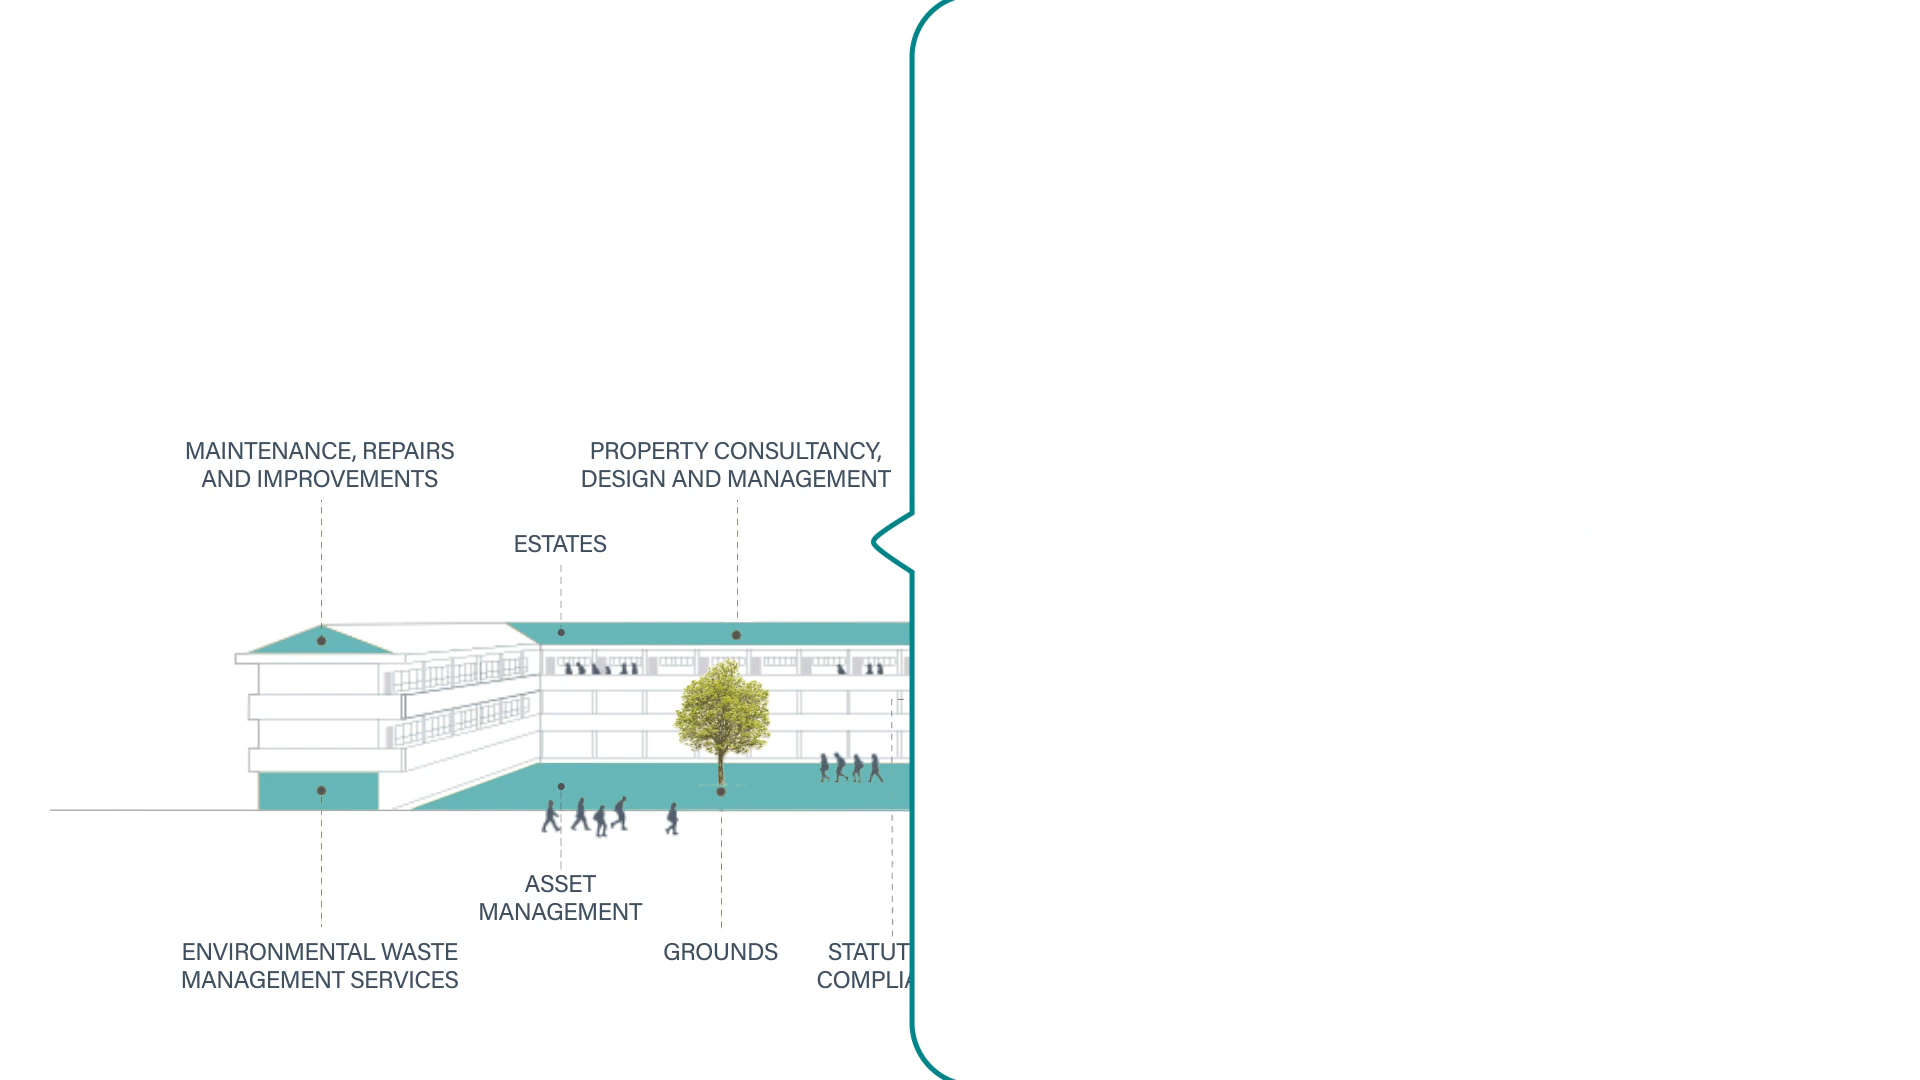 MAINTENANCE, REPAIRS
AND IMPROVEMENTS
PROPERTY CONSULTANCY,
DESIGN AND MANAGEMENT
ESTATES
ASSET
MANAGEMENT
ENVIRONMENTAL WASTE
MANAGEMENT SERVICES
GROUNDS